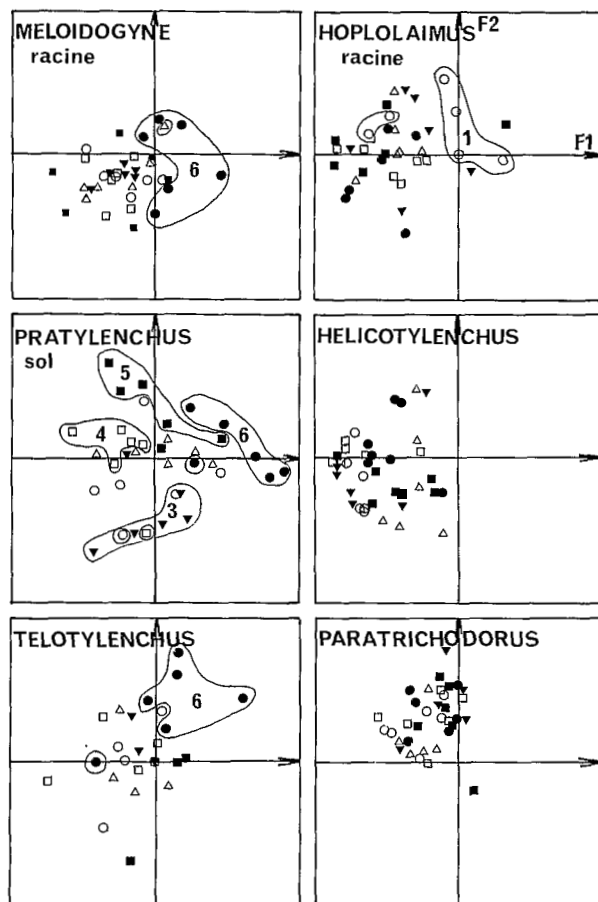 MELOIDOGYNE
racine
6
HOPLOLAIMUS F2
racine
1
F1
PRATYLENCHUS
sol
5
6
4
3
HELICOTYLENCHUS
TELOTYLENCHUS
6
PARATRICHODORUS